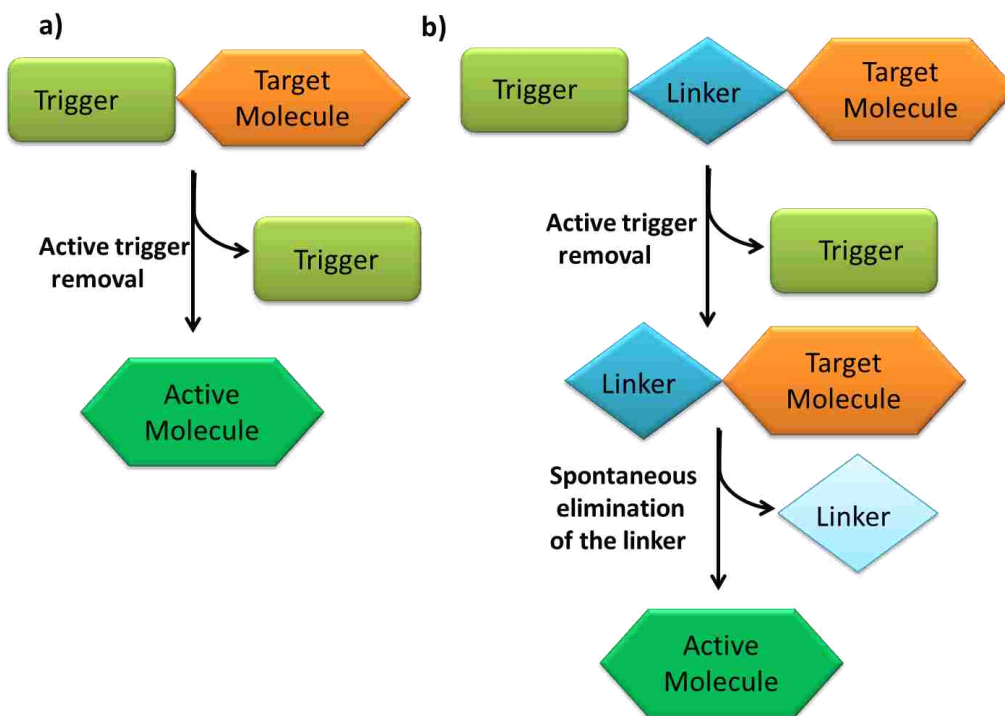 a)
Trigger
Target
Molecule
Active trigger
removal
Trigger
Active
Molecule
b)
Trigger
Linker
Target
Molecule
Active trigger
removal
Trigger
Linker
Target
Molecule
Spontaneous
elimination
of the linker
Linker
Active
Molecule